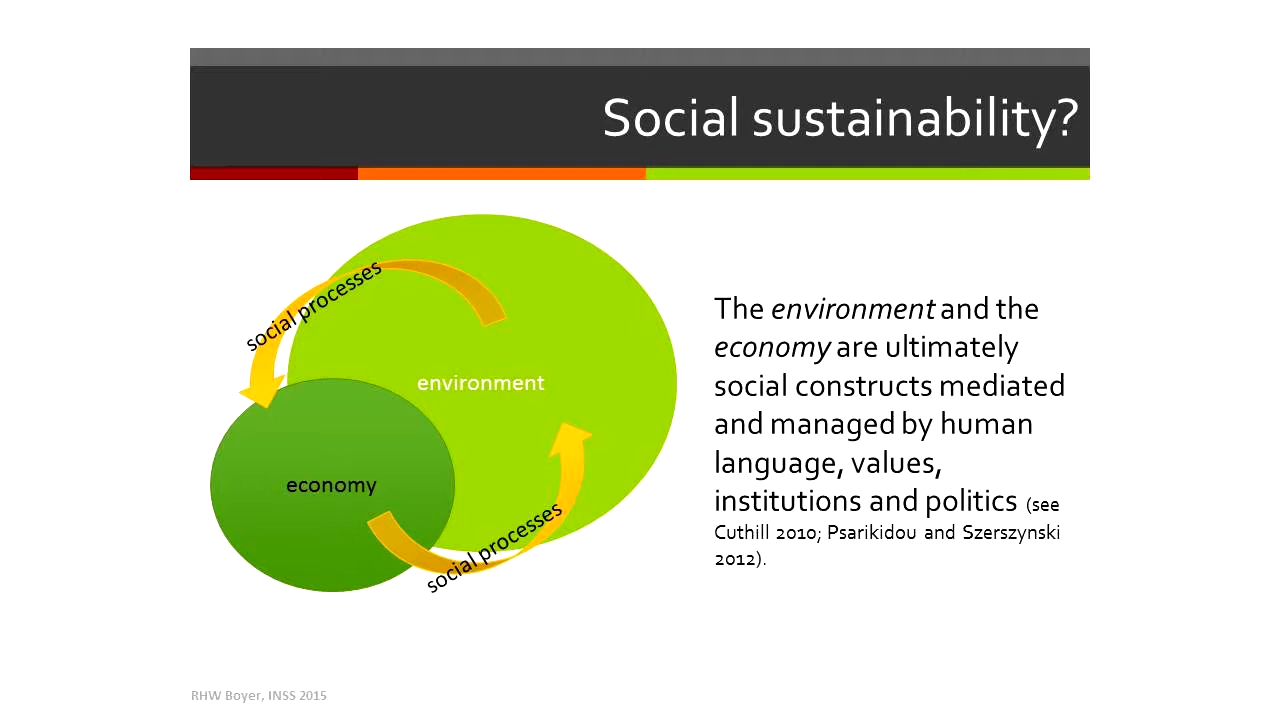 Social sustainability?
social processes
environment
economy
social processes
The environment and the
economy are ultimately
social constructs mediated
and managed by human
language, values,
institutions and politics (see
Cuthill 2010; Psarikidou and Szerszynski
2012).
RHW Boyer, INSS 2015